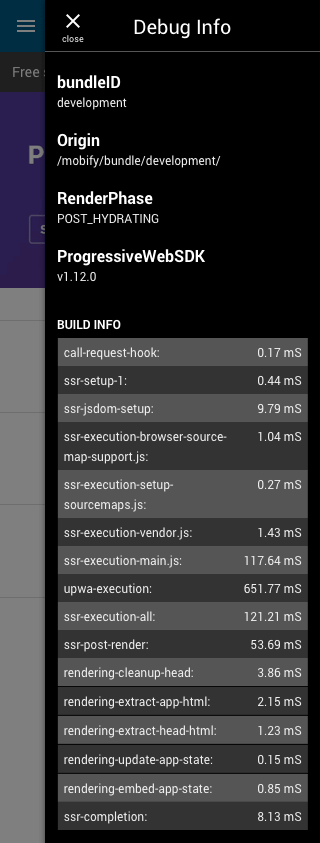 close
Debug Info
Free
P
S
bundleID
development
Origin
/mobify/bundle/development/
RenderPhase
POST_HYDRATING
ProgressiveWebSDK
v1.12.0
BUILD INFO
call-request-hook: 0.17 mS
ssr-setup-1: 0.44 mS
ssr-jsdom-setup: 9.79 mS
ssr-execution-browser-source- 1.04 mS
map-support.js:
ssr-execution-setup- 0.27 mS
sourcemaps.js:
ssr-execution-vendor.js: 1.43 mS
ssr-execution-main.js: 117.64 mS
upwa-execution: 651.77 mS
ssr-execution-all: 121.21 mS
ssr-post-render: 53.69 mS
rendering-cleanup-head: 3.86 mS
rendering-extract-app-html: 2.15 mS
rendering-extract-head-html: 1.23 mS
rendering-update-app-state: 0.15 mS
rendering-embed-app-state: 0.85 mS
ssr-completion: 8.13 mS